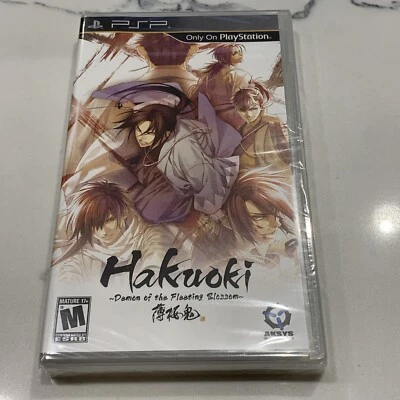 PSP
Only On PlayStation
Hakuoki
~Demon of the Fleeting Blossom~
薄桜鬼
MATURE 17+
M
ESRB
AKSYS